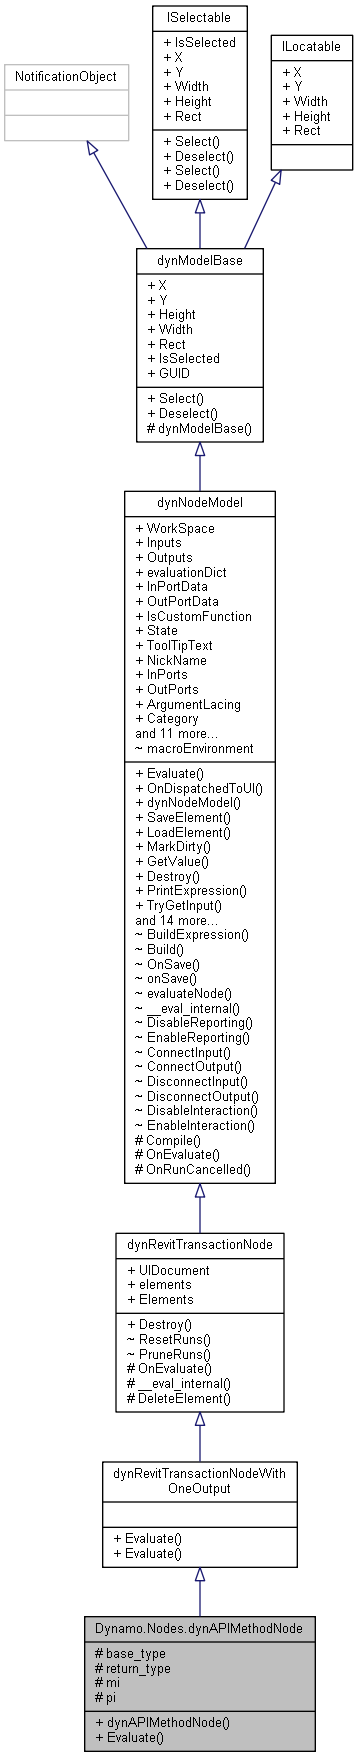 ISelectable
+ IsSelected
+ X
+ Y
+ Width
+ Height
+ Rect
+ Select()
+ Deselect()
+ Select()
+ Deselect()
ILocatable
+ X
+ Y
+ Width
+ Height
+ Rect
NotificationObject
dynModelBase
+ X
+ Y
+ Height
+ Width
+ Rect
+ IsSelected
+ GUID
+ Select()
+ Deselect()
# dynModelBase()
dynNodeModel
+ WorkSpace
+ Inputs
+ Outputs
+ evaluationDict
+ InPortData
+ OutPortData
+ IsCustomFunction
+ State
+ ToolTipText
+ NickName
+ InPorts
+ OutPorts
+ ArgumentLacing
+ Category
and 11 more...
~ macroEnvironment
+ Evaluate()
+ OnDispatchedToUI()
+ dynNodeModel()
+ SaveElement()
+ LoadElement()
+ MarkDirty()
+ GetValue()
+ Destroy()
+ PrintExpression()
+ TryGetInput()
and 14 more...
~ BuildExpression()
~ Build()
~ OnSave()
~ onSave()
~ evaluateNode()
~ __eval_internal()
~ DisableReporting()
~ EnableReporting()
~ ConnectInput()
~ ConnectOutput()
~ DisconnectInput()
~ DisconnectOutput()
~ DisableInteraction()
~ EnableInteraction()
# Compile()
# OnEvaluate()
# OnRunCancelled()
dynRevitTransactionNode
+ UIDocument
+ elements
+ Elements
+ Destroy()
~ ResetRuns()
~ PruneRuns()
# OnEvaluate()
# __eval_internal()
# DeleteElement()
dynRevitTransactionNodeWith
OneOutput
+ Evaluate()
+ Evaluate()
Dynamo.Nodes.dynAPIMethodNode
# base_type
# return_type
# mi
# pi
+ dynAPIMethodNode()
+ Evaluate()